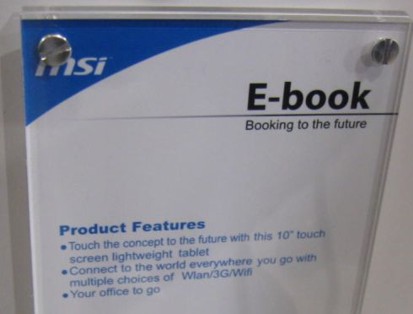 msi
E-book
Booking to the future
Product Features
• Touch the concept to the future with this 10" touch
screen lightweight tablet
• Connect to the world everywhere you go with
multiple choices of Wlan/3G/Wifi
• Your office to go